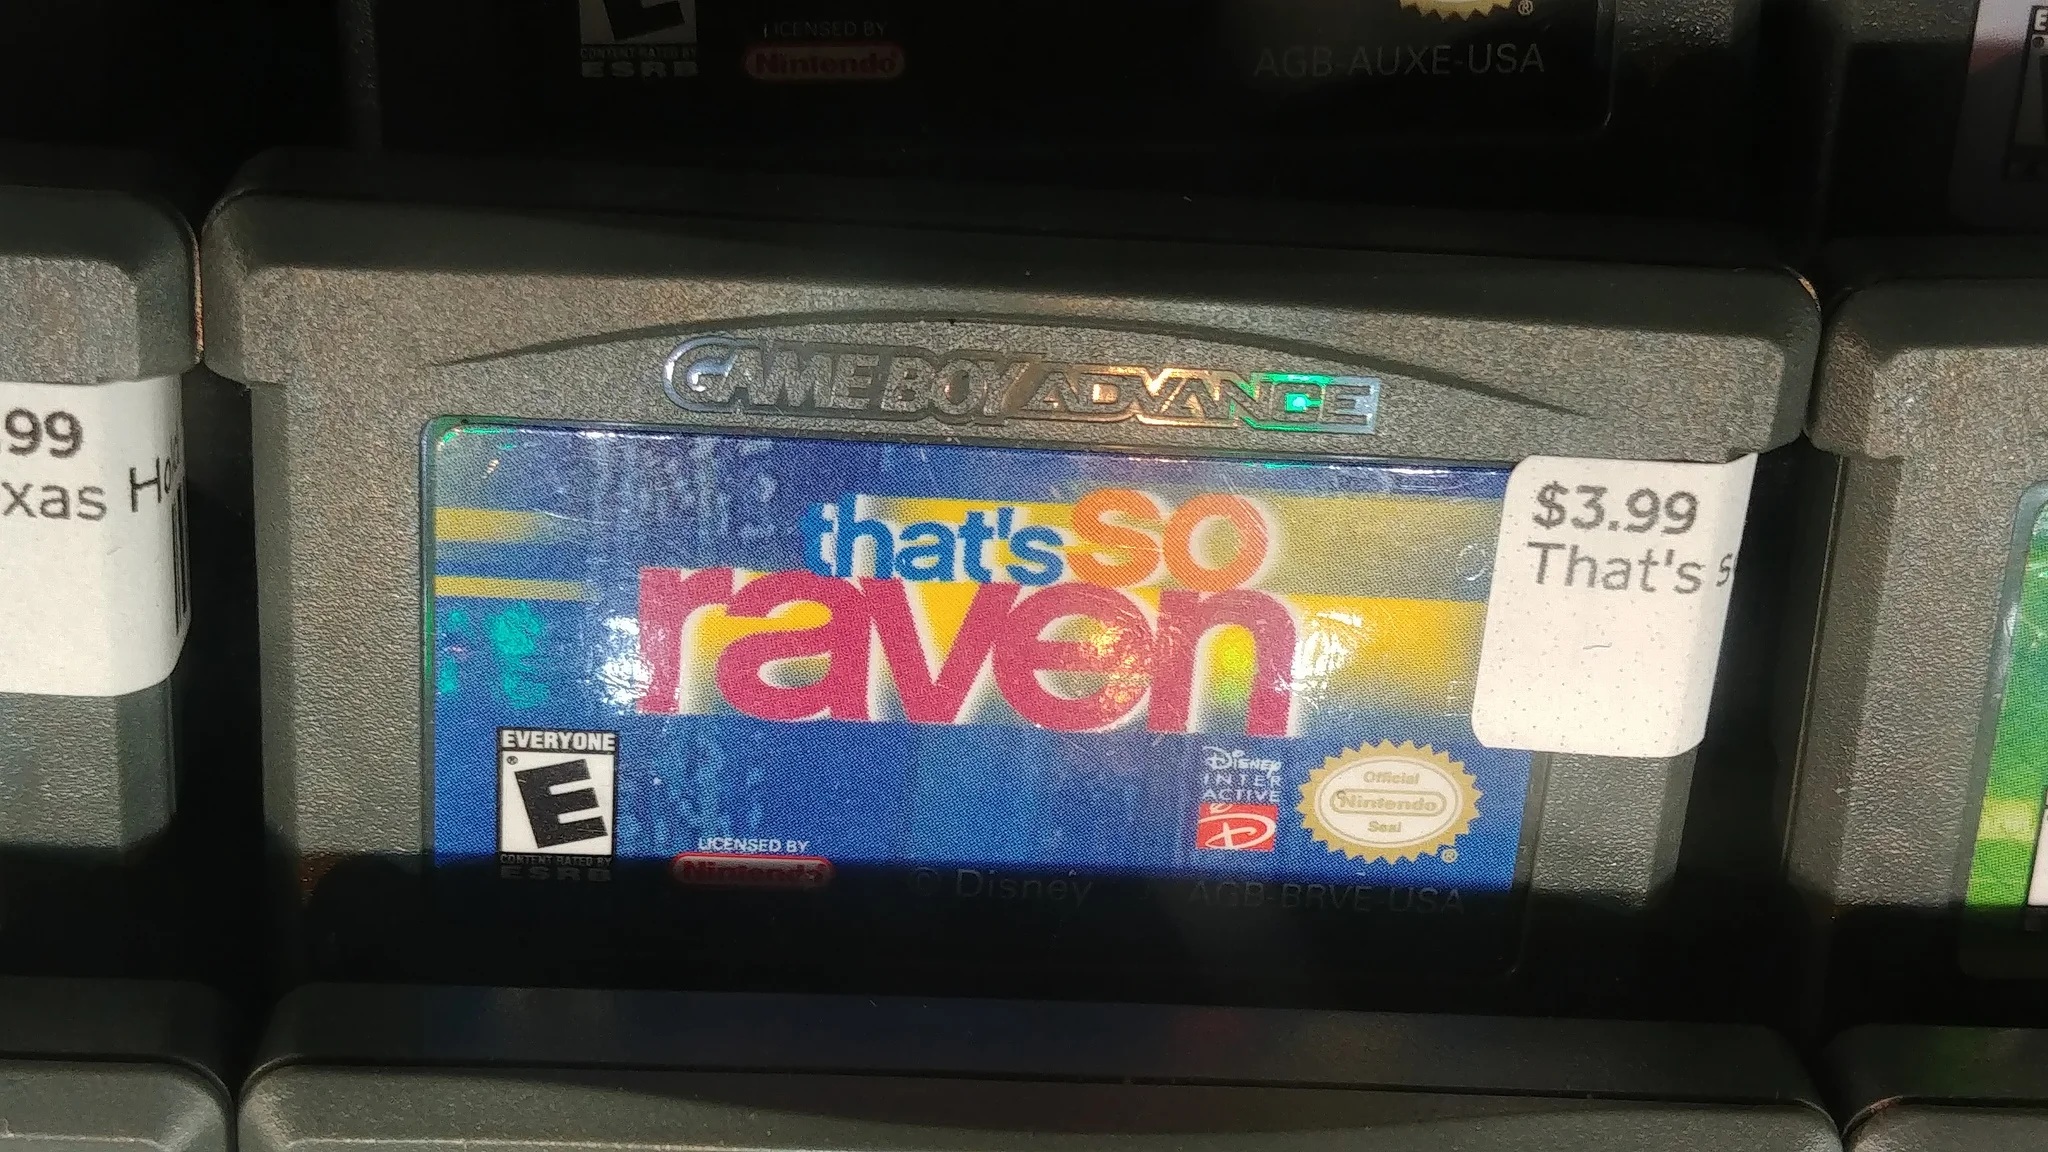 E
CONTENT RATED BY
ESRB
LICENSED BY
Nintendo
®
AGB-AUXE-USA
.99
xas
GAME BOY ADVANCE
that's so
raven
$3.99
That's s
EVERYONE
E
®
CONTENT RATED BY
ESRB
LICENSED BY
Nintendo
© Disney
DISNEY
INTER
ACTIVE
D
Official
Nintendo
Seal
®
AGB-BRVE-USA